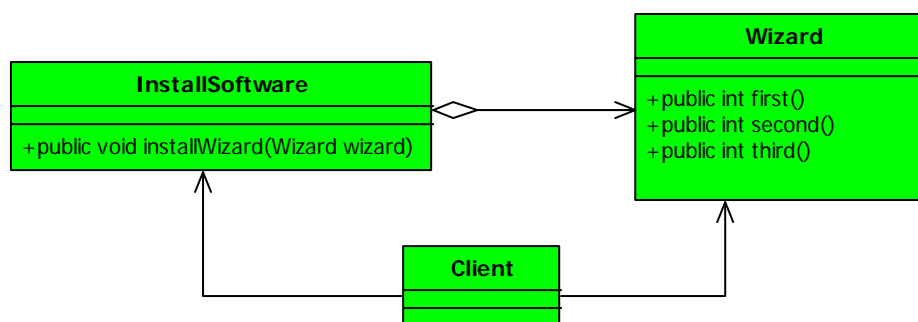 Wizard
InstallSoftware
+public int first()
+public int second()
+public int third()
+public void installWizard(Wizard wizard)
Client